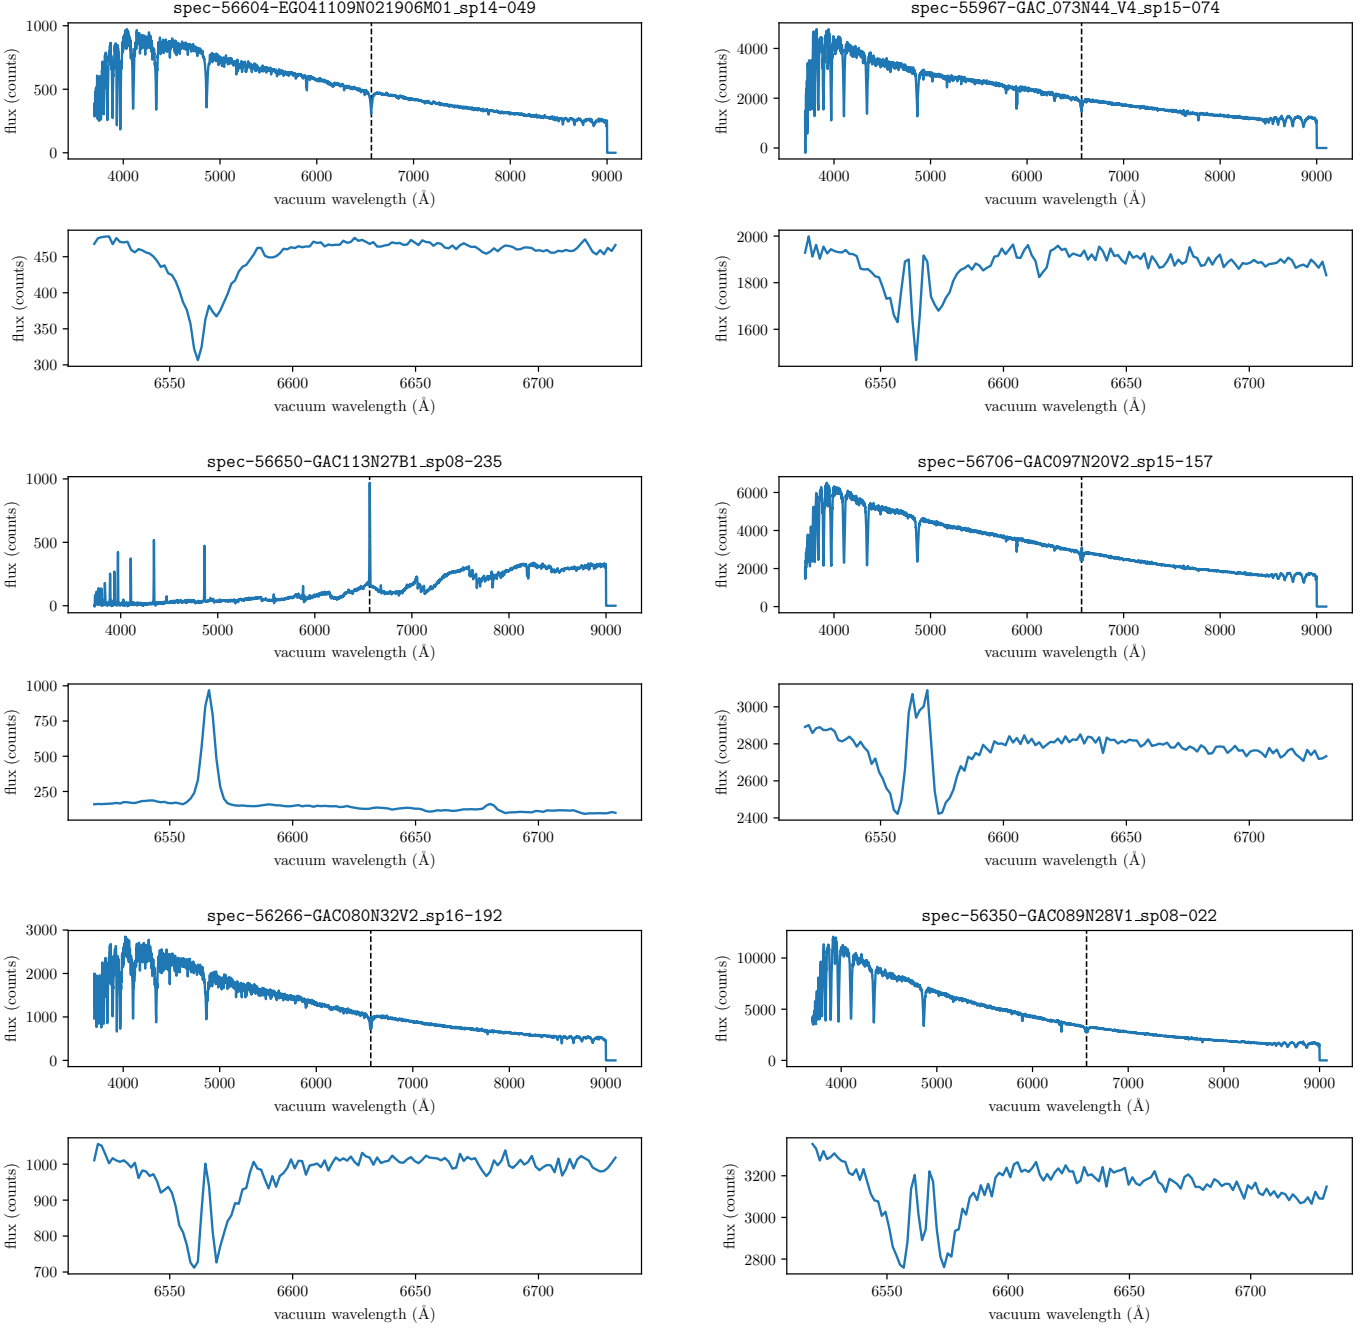 spec-56604-EG041109N021906M01_sp14-049
flux (counts)
1000
500
0
4000 5000 6000 7000 8000 9000
vacuum wavelength (Å)
flux (counts)
450
400
350
300
6550 6600 6650 6700
vacuum wavelength (Å)
spec-55967-GAC_073N44_V4_sp15-074
flux (counts)
4000
2000
0
4000 5000 6000 7000 8000 9000
vacuum wavelength (Å)
flux (counts)
2000
1800
1600
6550 6600 6650 6700
vacuum wavelength (Å)
spec-56650-GAC113N27B1_sp08-235
flux (counts)
1000
500
0
4000 5000 6000 7000 8000 9000
vacuum wavelength (Å)
flux (counts)
1000
750
500
250
6550 6600 6650 6700
vacuum wavelength (Å)
spec-56706-GAC097N20V2_sp15-157
flux (counts)
6000
4000
2000
0
4000 5000 6000 7000 8000 9000
vacuum wavelength (Å)
flux (counts)
3000
2800
2600
2400
6550 6600 6650 6700
vacuum wavelength (Å)
spec-56266-GAC080N32V2_sp16-192
flux (counts)
3000
2000
1000
0
4000 5000 6000 7000 8000 9000
vacuum wavelength (Å)
flux (counts)
1000
900
800
700
6550 6600 6650 6700
vacuum wavelength (Å)
spec-56350-GAC089N28V1_sp08-022
flux (counts)
10000
5000
0
4000 5000 6000 7000 8000 9000
vacuum wavelength (Å)
flux (counts)
3200
3000
2800
6550 6600 6650 6700
vacuum wavelength (Å)